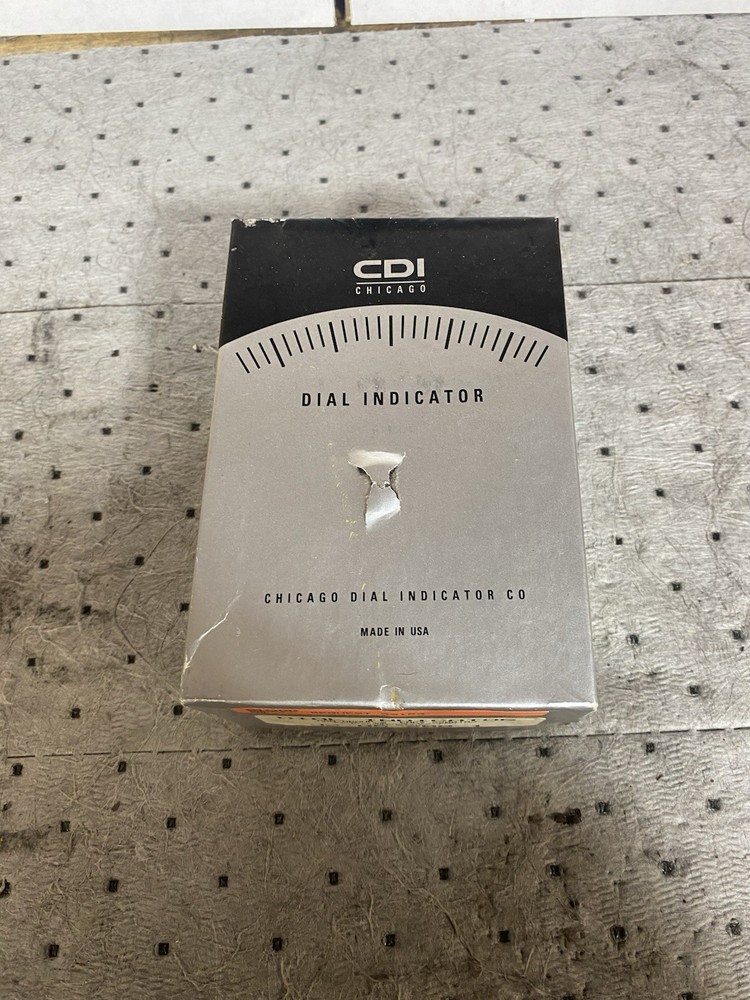 CDI
CHICAGO
DIAL INDICATOR
CHICAGO DIAL INDICATOR CO
MADE IN USA